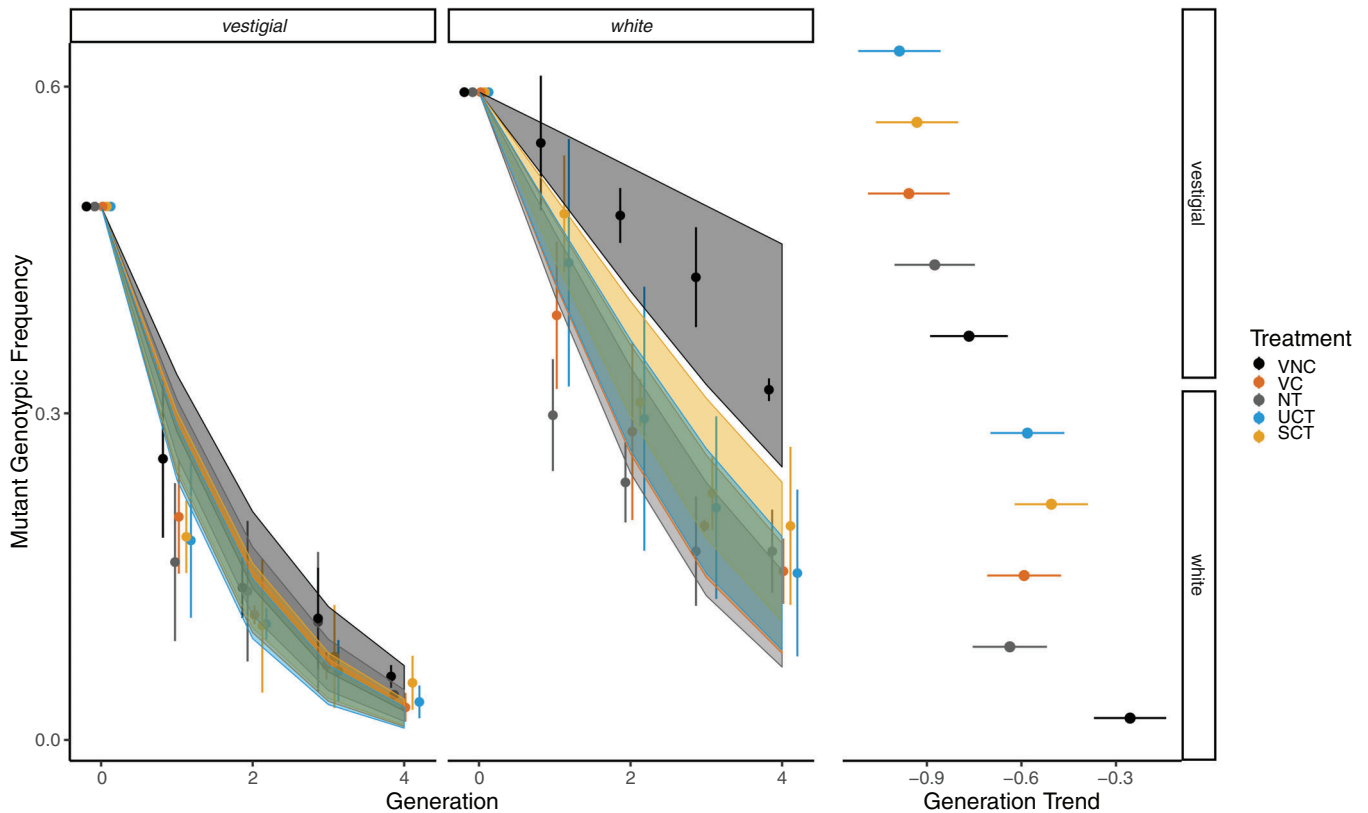 vestigial
white
Mutant Genotypic Frequency
0.6
0.3
0.0
0
2
4
0
2
4
Generation
vestigial
white
−0.9
−0.6
−0.3
Generation Trend
Treatment
VNC
VC
NT
UCT
SCT